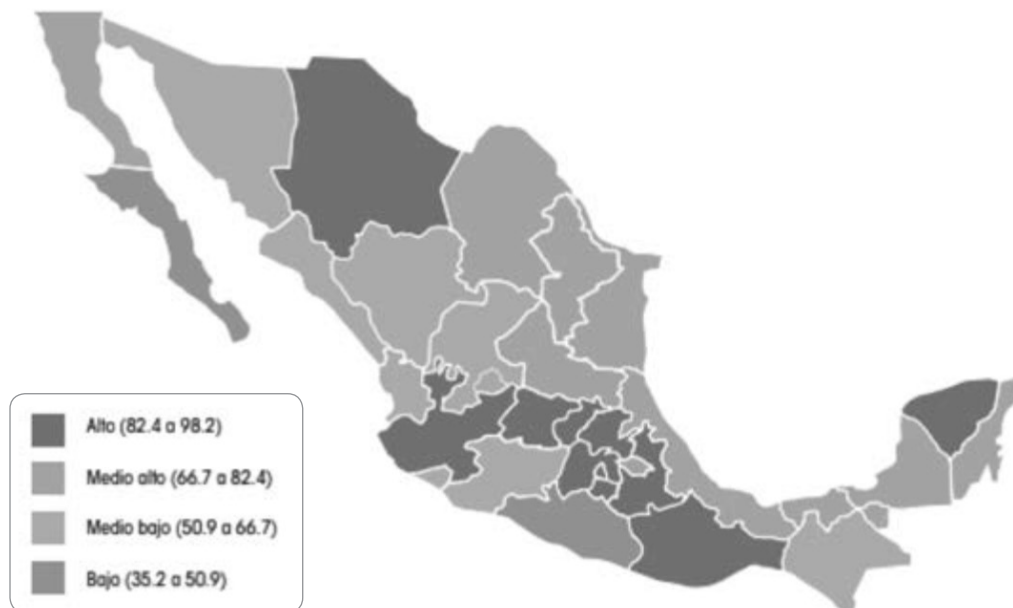 Alto (82.4 a 98.2)
Medio alto (66.7 a 82.4)
Medio bajo (50.9 a 66.7)
Bajo (35.2 a 50.9)